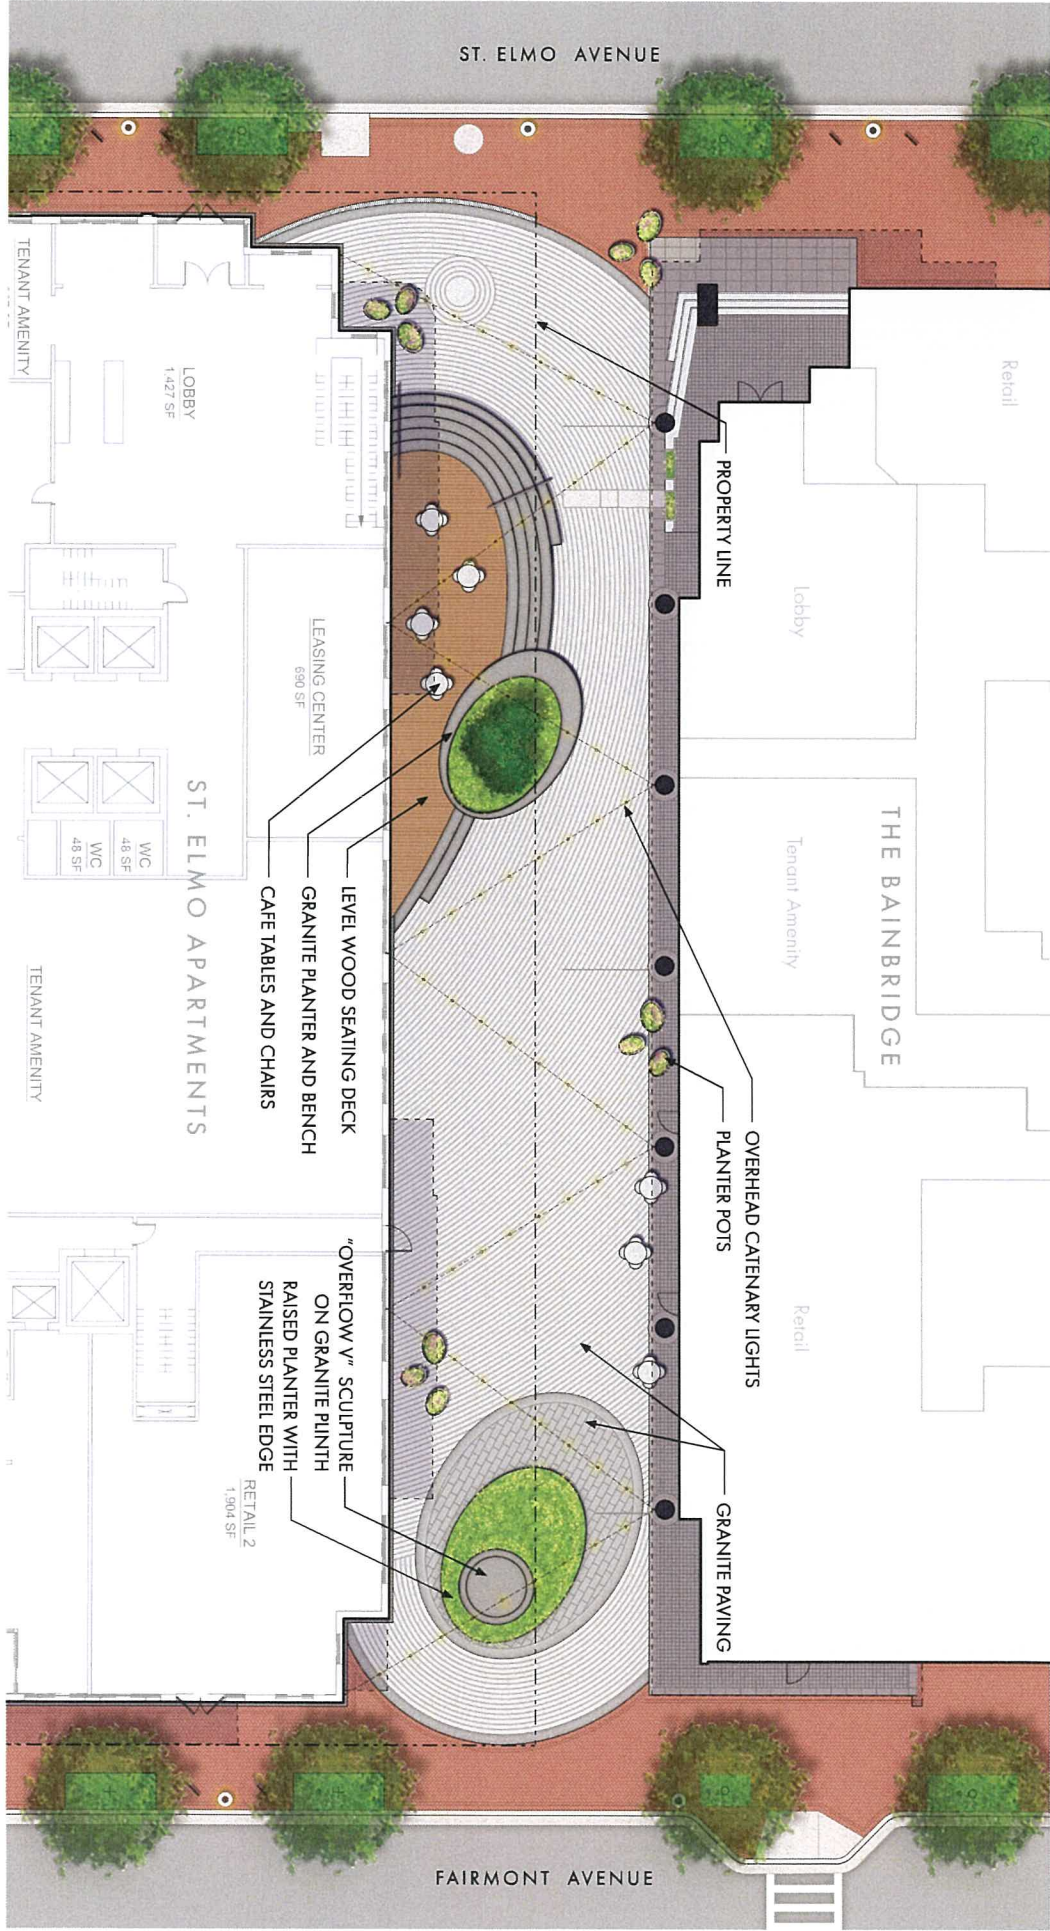 ST. ELMO AVENUE
TENANT AMENITY
LOBBY
1,427 SF
Retail
PROPERTY LINE
Lobby
LEASING CENTER
690 SF
WC
48 SF
WC
48 SF
ST. ELMO APARTMENTS
THE BAINBRIDGE
Tenant Amenity
TENANT AMENITY
LEVEL WOOD SEATING DECK
GRANITE PLANTER AND BENCH
CAFE TABLES AND CHAIRS
OVERHEAD CATENARY LIGHTS
PLANTER POTS
Retail
"OVERFLOW V" SCULPTURE
ON GRANITE PLINTH
RAISED PLANTER WITH
STAINLESS STEEL EDGE
GRANITE PAVING
RETAIL 2
1,904 SF
FAIRMONT AVENUE